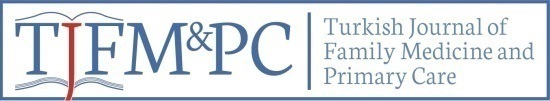 TJFM&PC
Turkish Journal of
Family Medicine and
Primary Care